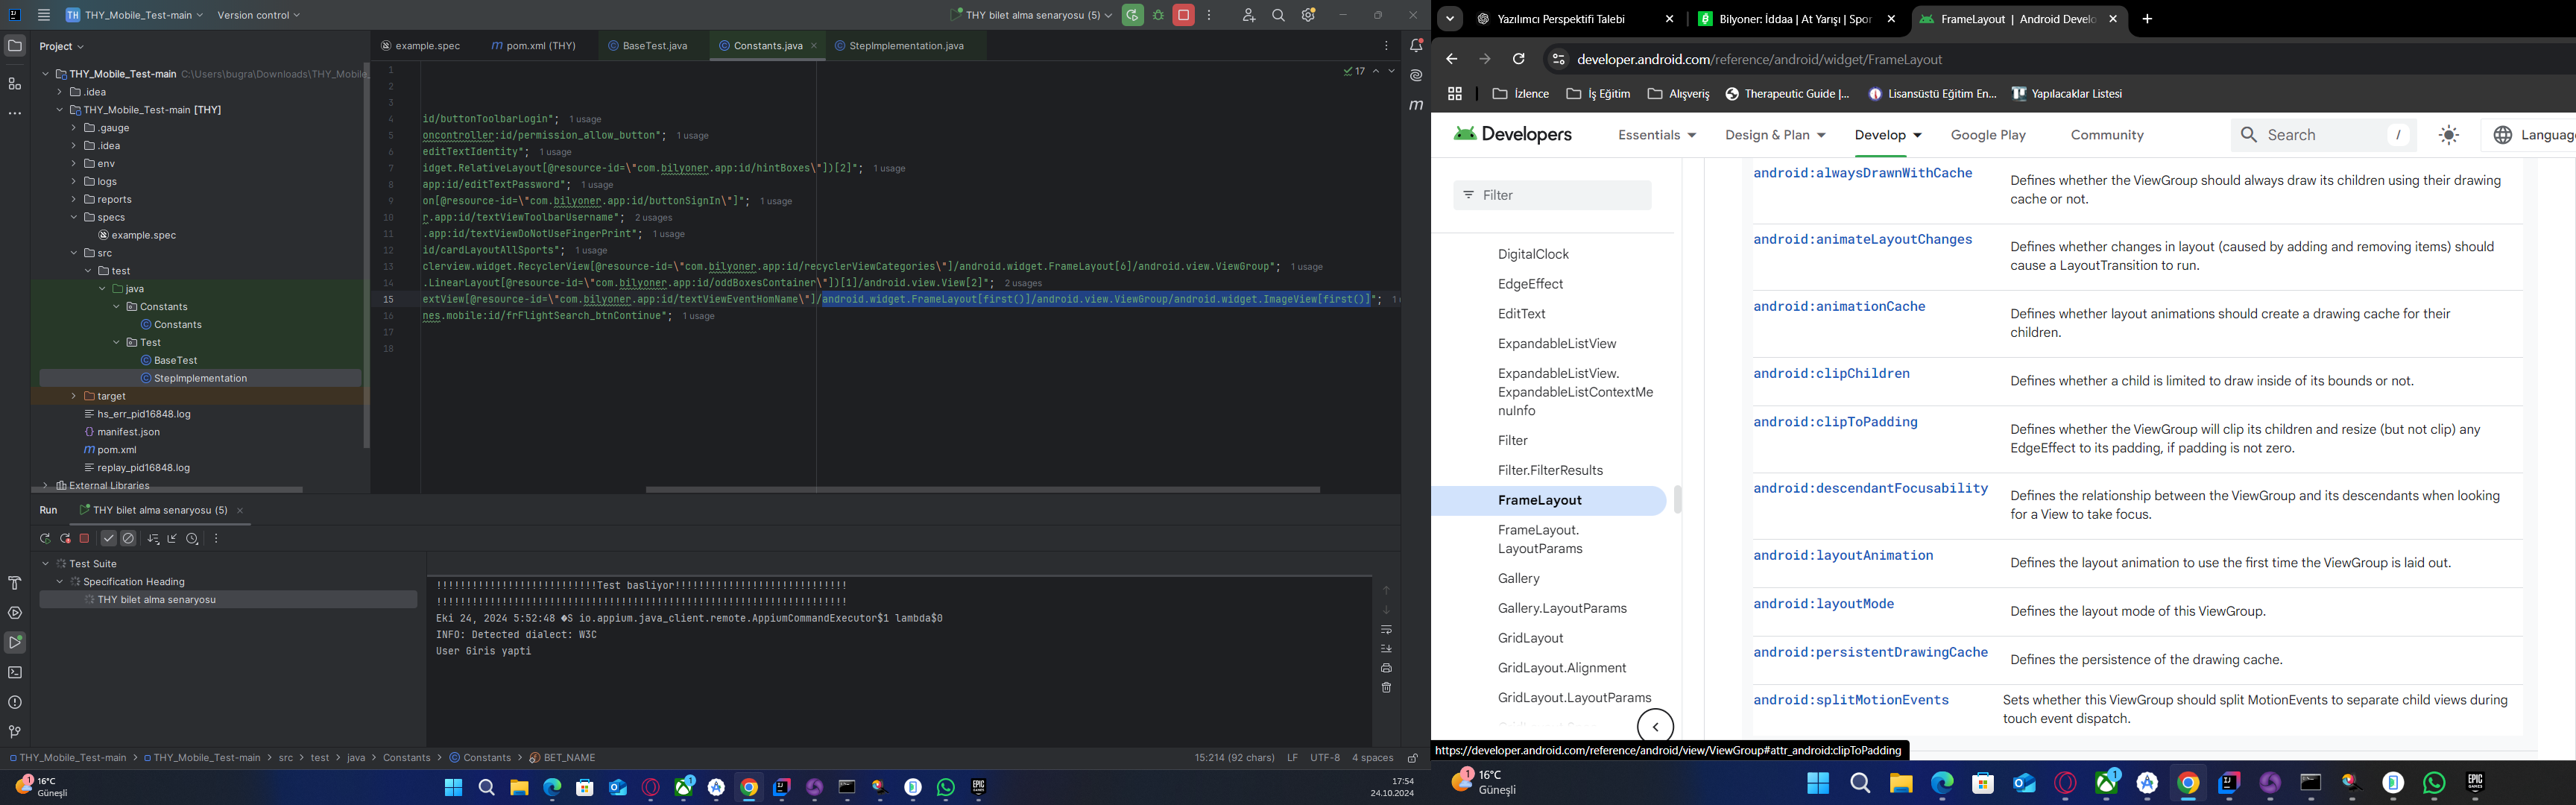 THY_Mobile_Test-main
Version control
THY bilet alma senaryosu (5)
Project
example.spec
pom.xml (THY)
BaseTest.java
Constants.java
StepImplementation.java
THY_Mobile_Test-main C:\Users\bugra\Downloads\THY_Mobile_
.idea
THY_Mobile_Test-main [THY]
.gauge
.idea
env
logs
reports
specs
example.spec
src
test
java
Constants
Constants
Test
BaseTest
StepImplementation
target
hs_err_pid16848.log
manifest.json
pom.xml
replay_pid16848.log
External Libraries
17
1
2
3
4 id/buttonToolbarLogin"; 1 usage
5 oncontroller:id/permission_allow_button"; 1 usage
6 editTextIdentity"; 1 usage
7 idget.RelativeLayout[@resource-id=\"com.bilyoner.app:id/hintBoxes\"])[2]"; 1 usage
8 app:id/editTextPassword"; 1 usage
9 on[@resource-id=\"com.bilyoner.app:id/buttonSignIn\"]"; 1 usage
10 r.app:id/textViewToolbarUsername"; 2 usages
11 .app:id/textViewDoNotUseFingerPrint"; 1 usage
12 id/cardLayoutAllSports"; 1 usage
13 clerview.widget.RecyclerView[@resource-id=\"com.bilyoner.app:id/recyclerViewCategories\"]/android.widget.FrameLayout[6]/android.view.ViewGroup"; 1 usage
14 .LinearLayout[@resource-id=\"com.bilyoner.app:id/oddBoxesContainer\"])[1]/android.view.View[2]"; 2 usages
15 extView[@resource-id=\"com.bilyoner.app:id/textViewEventHomName\"]/android.widget.FrameLayout[first()]/android.view.ViewGroup/android.widget.ImageView[first()]"; 1
16 nes.mobile:id/frFlightSearch_btnContinue"; 1 usage
17
18
Run
THY bilet alma senaryosu (5)
Test Suite
Specification Heading
THY bilet alma senaryosu
!!!!!!!!!!!!!!!!!!!!!!!!!!!Test basliyor!!!!!!!!!!!!!!!!!!!!!!!!!!!!!
!!!!!!!!!!!!!!!!!!!!!!!!!!!!!!!!!!!!!!!!!!!!!!!!!!!!!!!!!!!!!!!!!!!!!
Eki 24, 2024 5:52:48 �S io.appium.java_client.remote.AppiumCommandExecutor$1 lambda$0
INFO: Detected dialect: W3C
User Giris yapti
THY_Mobile_Test-main > THY_Mobile_Test-main > src > test > java > Constants > Constants > BET_NAME
15:214 (92 chars) LF UTF-8 4 spaces
1
16°C
Güneşli
17:54
24.10.2024
Yazılımcı Perspektifi Talebi
Bilyoner: İddaa | At Yarışı | Spor
FrameLayout | Android Develo
developer.android.com/reference/android/widget/FrameLayout
İzlence
İş Eğitim
Alışveriş
Therapeutic Guide |...
Lisansüstü Eğitim En...
Yapılacaklar Listesi
Developers
Essentials
Design & Plan
Develop
Google Play
Community
Search
/
Languag
Filter
DigitalClock
EdgeEffect
EditText
ExpandableListView
ExpandableListView.
ExpandableListContextMe
nuInfo
Filter
Filter.FilterResults
FrameLayout
FrameLayout.
LayoutParams
Gallery
Gallery.LayoutParams
GridLayout
GridLayout.Alignment
GridLayout.LayoutParams
android:alwaysDrawnWithCache
Defines whether the ViewGroup should always draw its children using their drawing
cache or not.
android:animateLayoutChanges
Defines whether changes in layout (caused by adding and removing items) should
cause a LayoutTransition to run.
android:animationCache
Defines whether layout animations should create a drawing cache for their
children.
android:clipChildren
Defines whether a child is limited to draw inside of its bounds or not.
android:clipToPadding
Defines whether the ViewGroup will clip its children and resize (but not clip) any
EdgeEffect to its padding, if padding is not zero.
android:descendantFocusability
Defines the relationship between the ViewGroup and its descendants when looking
for a View to take focus.
android:layoutAnimation
Defines the layout animation to use the first time the ViewGroup is laid out.
android:layoutMode
Defines the layout mode of this ViewGroup.
android:persistentDrawingCache
Defines the persistence of the drawing cache.
android:splitMotionEvents
Sets whether this ViewGroup should split MotionEvents to separate child views during
touch event dispatch.
https://developer.android.com/reference/android/view/ViewGroup#attr_android:clipToPadding
1
16°C
Güneşli